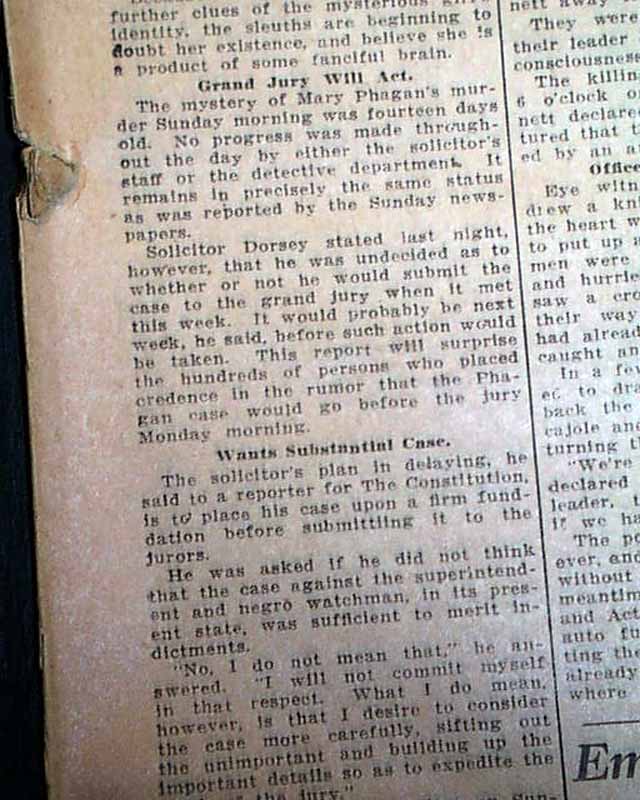 further clues of the mysterious girl's
identity, the sleuths are beginning to
doubt her existence, and believe she is
a product of some fanciful brain.
Grand Jury Will Act.
The mystery of Mary Phagan's mur-
der Sunday morning was fourteen days
old. No progress was made through-
out the day by either the solicitor's
staff or the detective department. It
remains in precisely the same status
as was reported by the Sunday news-
papers.
Solicitor Dorsey stated last night,
however, that he was undecided as to
whether or not he would submit the
case to the grand jury when it met
this week. It would probably be next
week, he said, before such action would
be taken. This report will surprise
the hundreds of persons who placed
credence in the rumor that the Pha-
gan case would go before the jury
Monday morning.
Wants Substantial Case.
The solicitor's plan in delaying, he
said to a reporter for The Constitution,
is to place his case upon a firm fund-
dation before submittling it to the
jurors.
He was asked if he did not think
that the case against the superintend-
ent and negro watchman, in its pres-
ent state, was sufficient to merit in-
dictments.
"No, I do not mean that," he an-
swered. "I will not commit myself
in that respect. What I do mean,
however, is that I desire to consider
the case more carefully, sifting out
the unimportant and building up the
important details so as to expedite the
of the jury."
nett away
They were
their leader
consciousness
The killin
6 o'clock o
nett declare
tured that
ed by an a
Office
Eye witn
drew a kni
the heart w
to put up a
men were
and hurrie
saw a cro
their way
had alread
caught an
In a few
ed to dra
back the
cajole and
turning th
"We're
declared
leader, t
if we ha
The po
ever, and
without
meantim
and Act
auto fu
ting the
already
where
Em